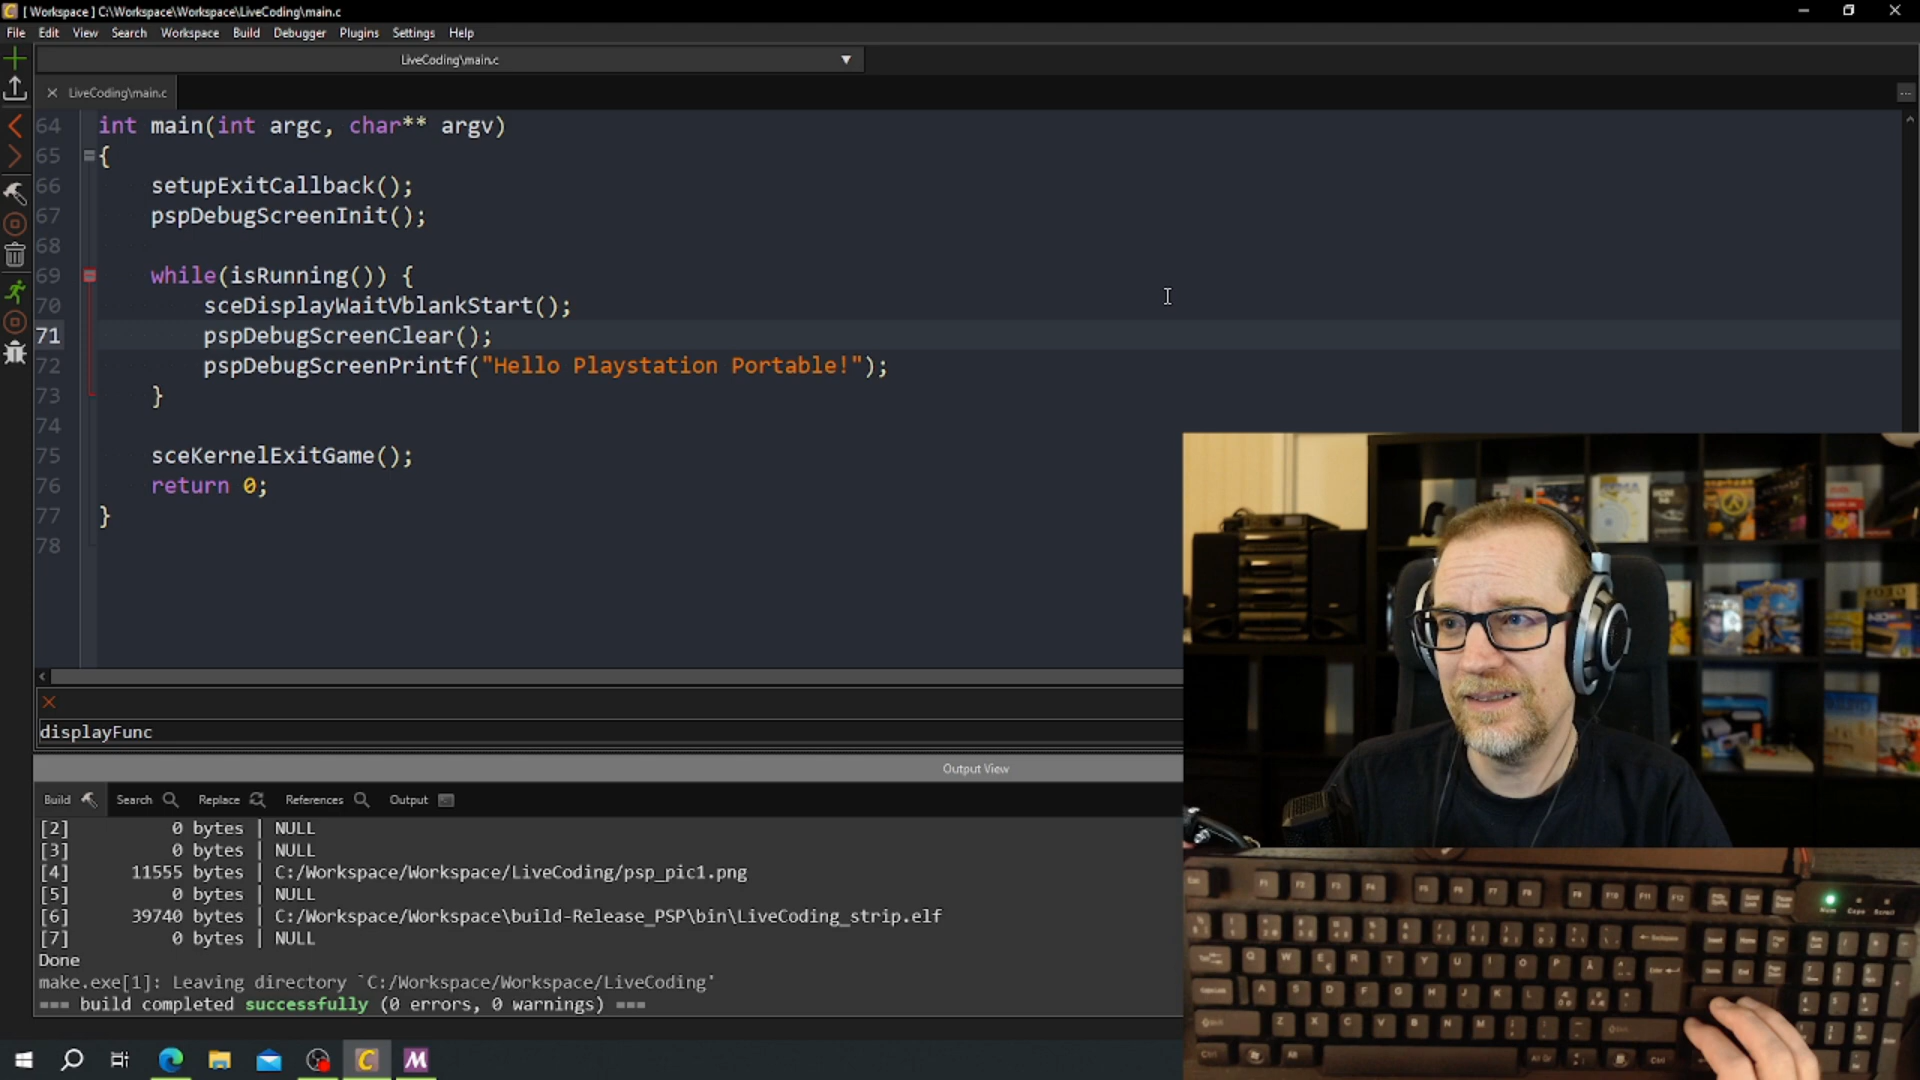 [ Workspace ] C:\Workspace\Workspace\LiveCoding\main.c
File Edit View Search Workspace Build Debugger Plugins Settings Help
LiveCoding\main.c
LiveCoding\main.c
64 int main(int argc, char** argv)
65 {
66 setupExitCallback();
67 pspDebugScreenInit();
68
69 while(isRunning()) {
70 sceDisplayWaitVblankStart();
71 pspDebugScreenClear();
72 pspDebugScreenPrintf("Hello Playstation Portable!");
73 }
74
75 sceKernelExitGame();
76 return 0;
77 }
78
displayFunc
Output View
Build Search Replace References Output
[2] 0 bytes | NULL
[3] 0 bytes | NULL
[4] 11555 bytes | C:/Workspace/Workspace/LiveCoding/psp_pic1.png
[5] 0 bytes | NULL
[6] 39740 bytes | C:/Workspace/Workspace\build-Release_PSP\bin\LiveCoding_strip.elf
[7] 0 bytes | NULL
Done
make.exe[1]: Leaving directory `C:/Workspace/Workspace/LiveCoding'
=== build completed successfully (0 errors, 0 warnings) ===